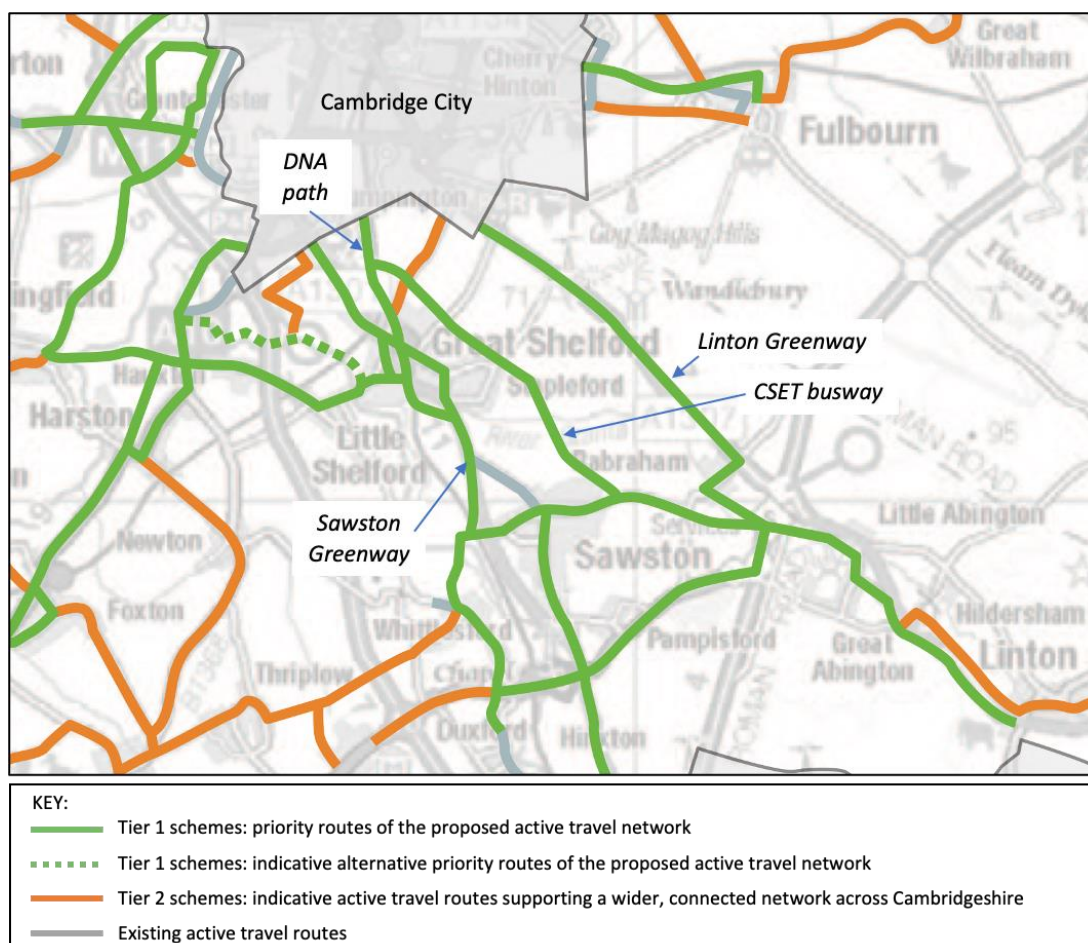 Great
Wilbraham
Cherry
Hinton
Cambridge City
Fulbourn
DNA
path
Gog Magog Hills
Wandlebury
Great Shelford
Linton Greenway
Stapleford
CSET busway
Harston
Little
Shelford
Babraham
Sawston
Greenway
Services
Little Abington
Newton
Sawston
Foxton
Whittlesford
Pampisford
Hildersham
Great
Abington
Linton
Thriplow
Duxford
Hinxton
KEY:
Tier 1 schemes: priority routes of the proposed active travel network
Tier 1 schemes: indicative alternative priority routes of the proposed active travel network
Tier 2 schemes: indicative active travel routes supporting a wider, connected network across Cambridgeshire
Existing active travel routes